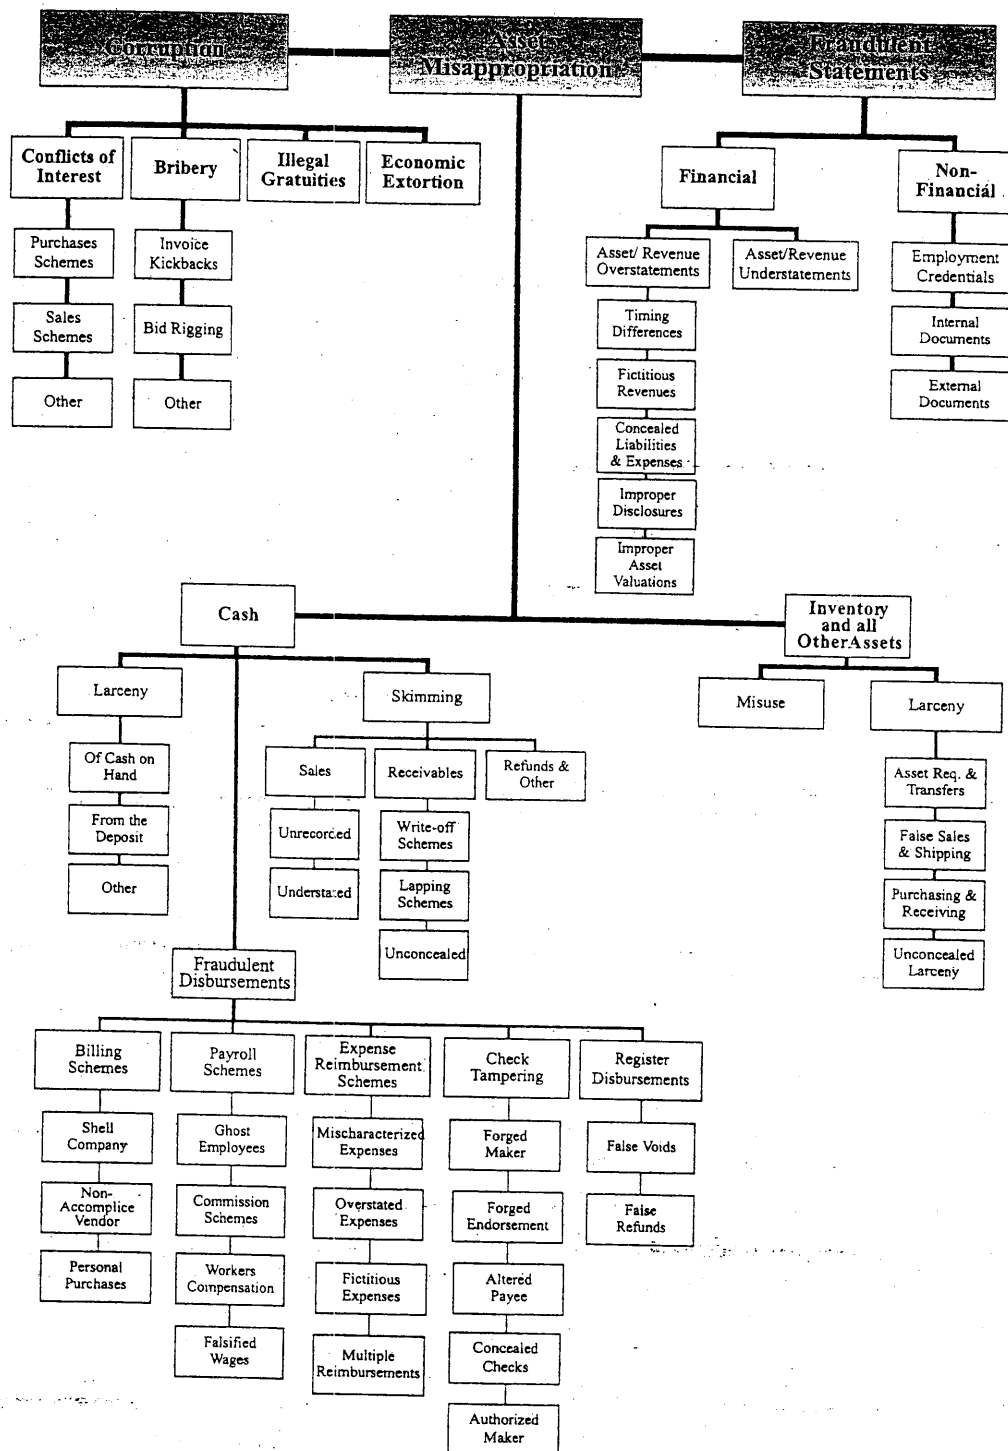 Corruption
Asset
Misappropriation
Fraudulent
Statements
Conflicts of
Interest
Bribery
Illegal
Gratuities
Economic
Extortion
Financial
Non-
Financial
Purchases
Schemes
Invoice
Kickbacks
Asset/ Revenue
Overstatements
Asset/Revenue
Understatements
Employment
Credentials
Sales
Schemes
Bid Rigging
Timing
Differences
Internal
Documents
Other
Other
Fictitious
Revenues
External
Documents
Concealed
Liabilities
& Expenses
Improper
Disclosures
Improper
Asset
Valuations
Cash
Inventory
and all
OtherAssets
Larceny
Skimming
Misuse
Larceny
Of Cash on
Hand
Sales
Receivables
Refunds &
Other
Asset Req. &
Transfers
From the
Deposit
Unrecorded
Write-off
Schemes
False Sales
& Shipping
Other
Understated
Lapping
Schemes
Purchasing &
Receiving
Unconcealed
Unconcealed
Larceny
Fraudulent
Disbursements
Billing
Schemes
Payroll
Schemes
Expense
Reimbursement
Schemes
Check
Tampering
Register
Disbursements
Shell
Company
Ghost
Employees
Mischaracterized
Expenses
Forged
Maker
False Voids
Non-
Accomplice
Vendor
Commission
Schemes
Overstated
Expenses
Forged
Endorsement
False
Refunds
Personal
Purchases
Workers
Compensation
Fictitious
Expenses
Altered
Payee
Falsified
Wages
Multiple
Reimbursements
Concealed
Checks
Authorized
Maker